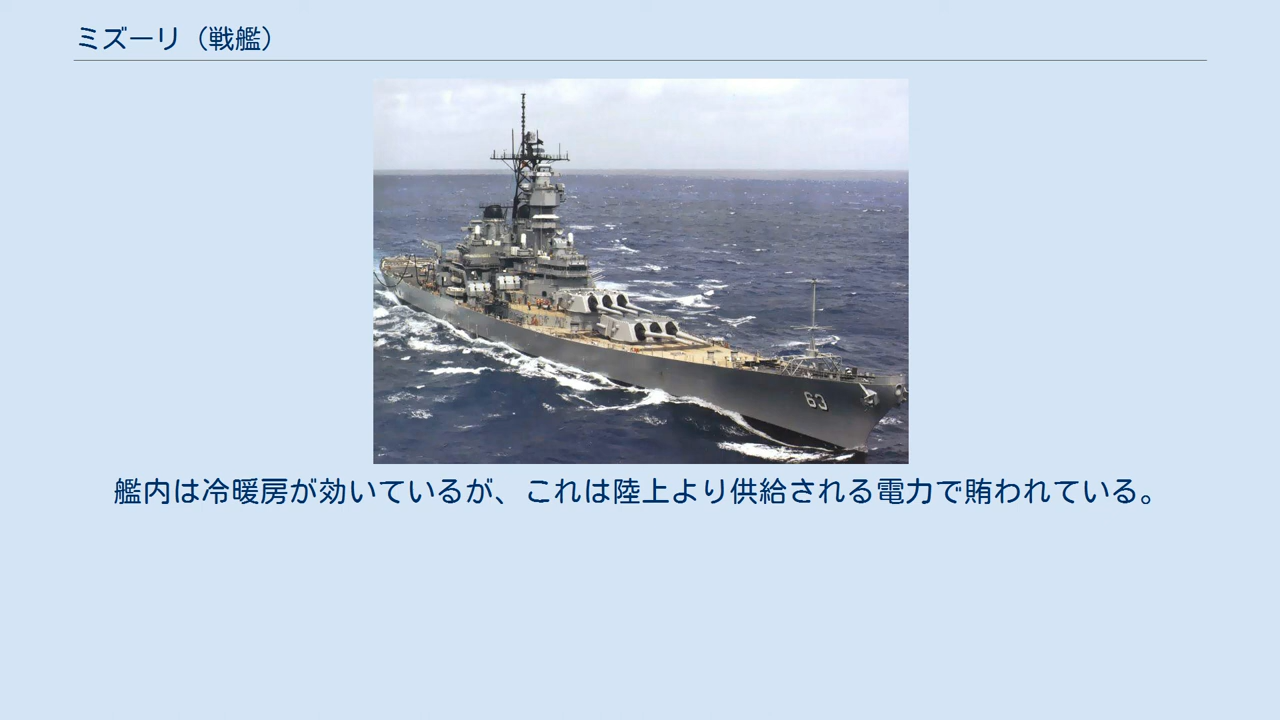 ミズーリ（戦艦）
63
艦内は冷暖房が効いているが、これは陸上より供給される電力で賄われている。